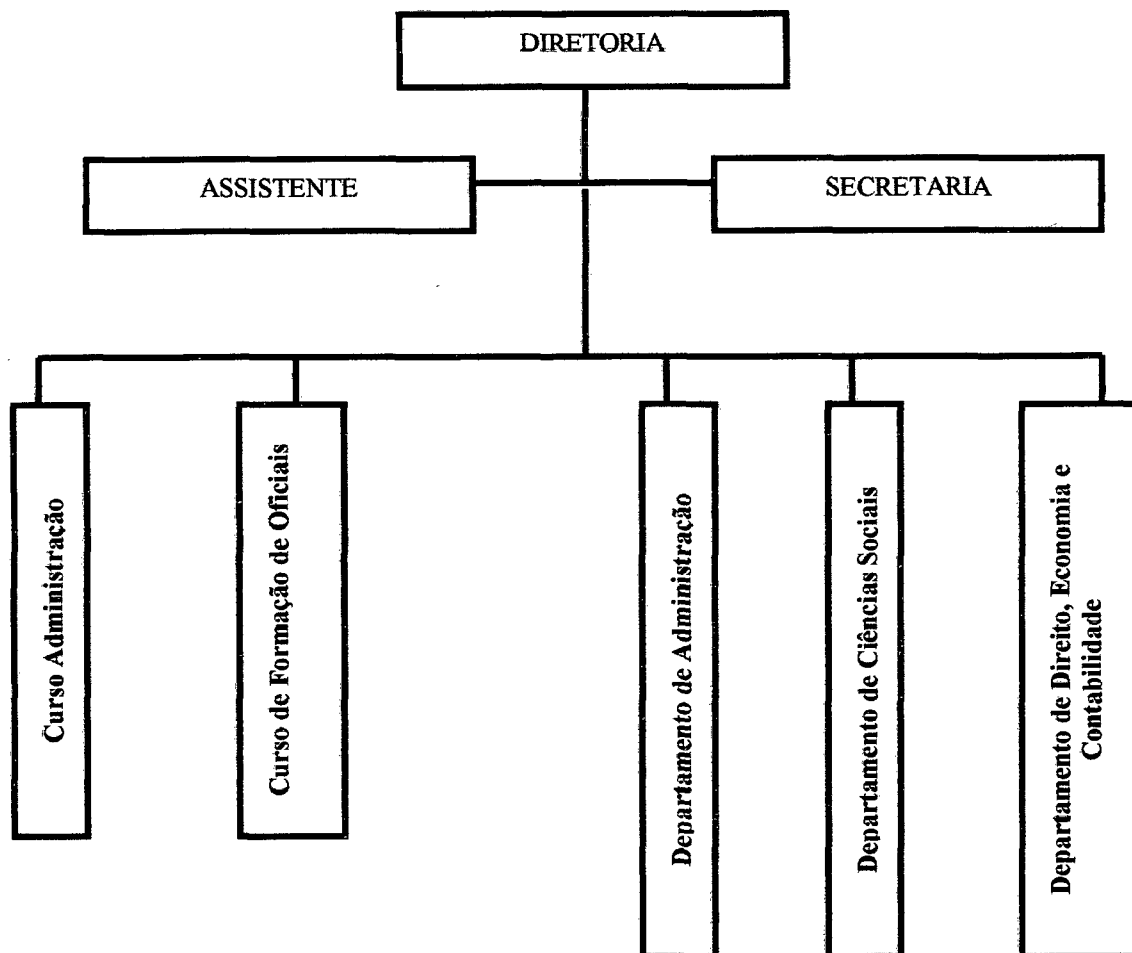 DIRETORIA
ASSISTENTE
SECRETARIA
Curso Administração
Curso de Formação de Oficiais
Departamento de Administração
Departamento de Ciências Sociais
Departamento de Direito, Economia e
Contabilidade